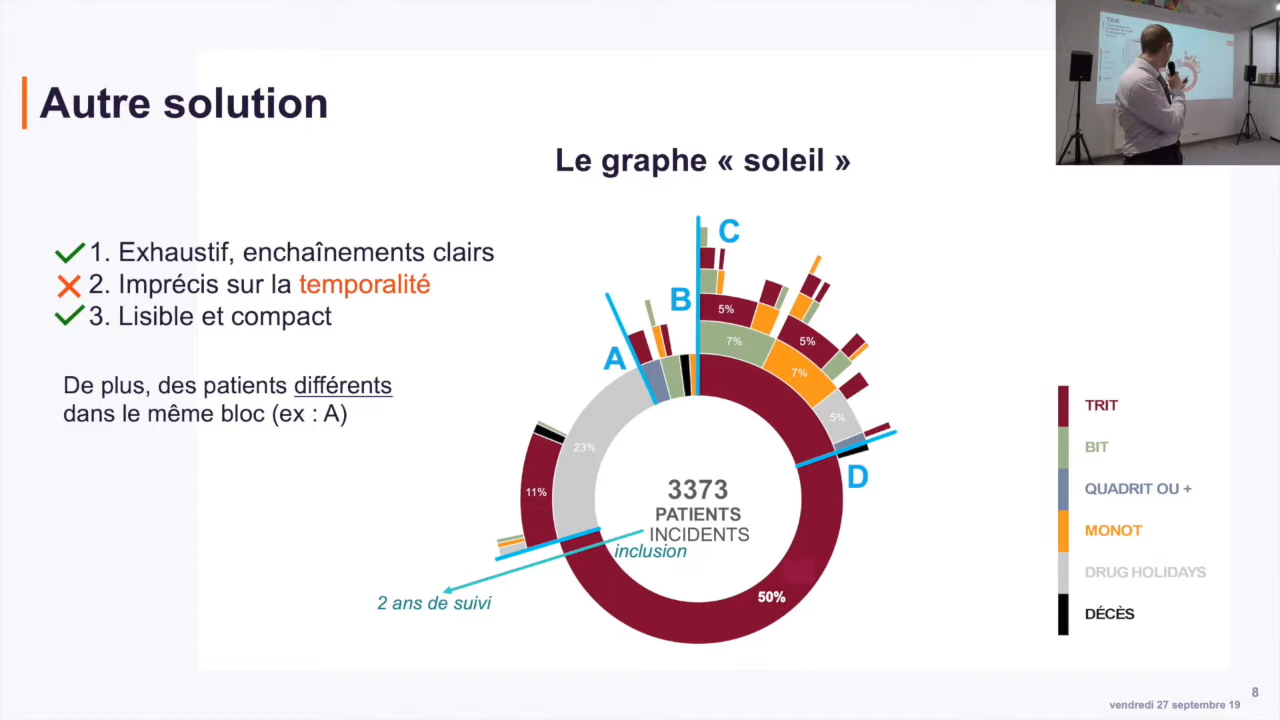 Autre solution
Le graphe « soleil »
1. Exhaustif, enchaînements clairs
2. Imprécis sur la temporalité
3. Lisible et compact
De plus, des patients différents
dans le même bloc (ex : A)
C
B
A
D
5%
7%
5%
7%
5%
23%
11%
50%
3373
PATIENTS
INCIDENTS
inclusion
2 ans de suivi
TRIT
BIT
QUADRIT OU +
MONOT
DRUG HOLIDAYS
DÉCÈS
8
vendredi 27 septembre 19
TAK